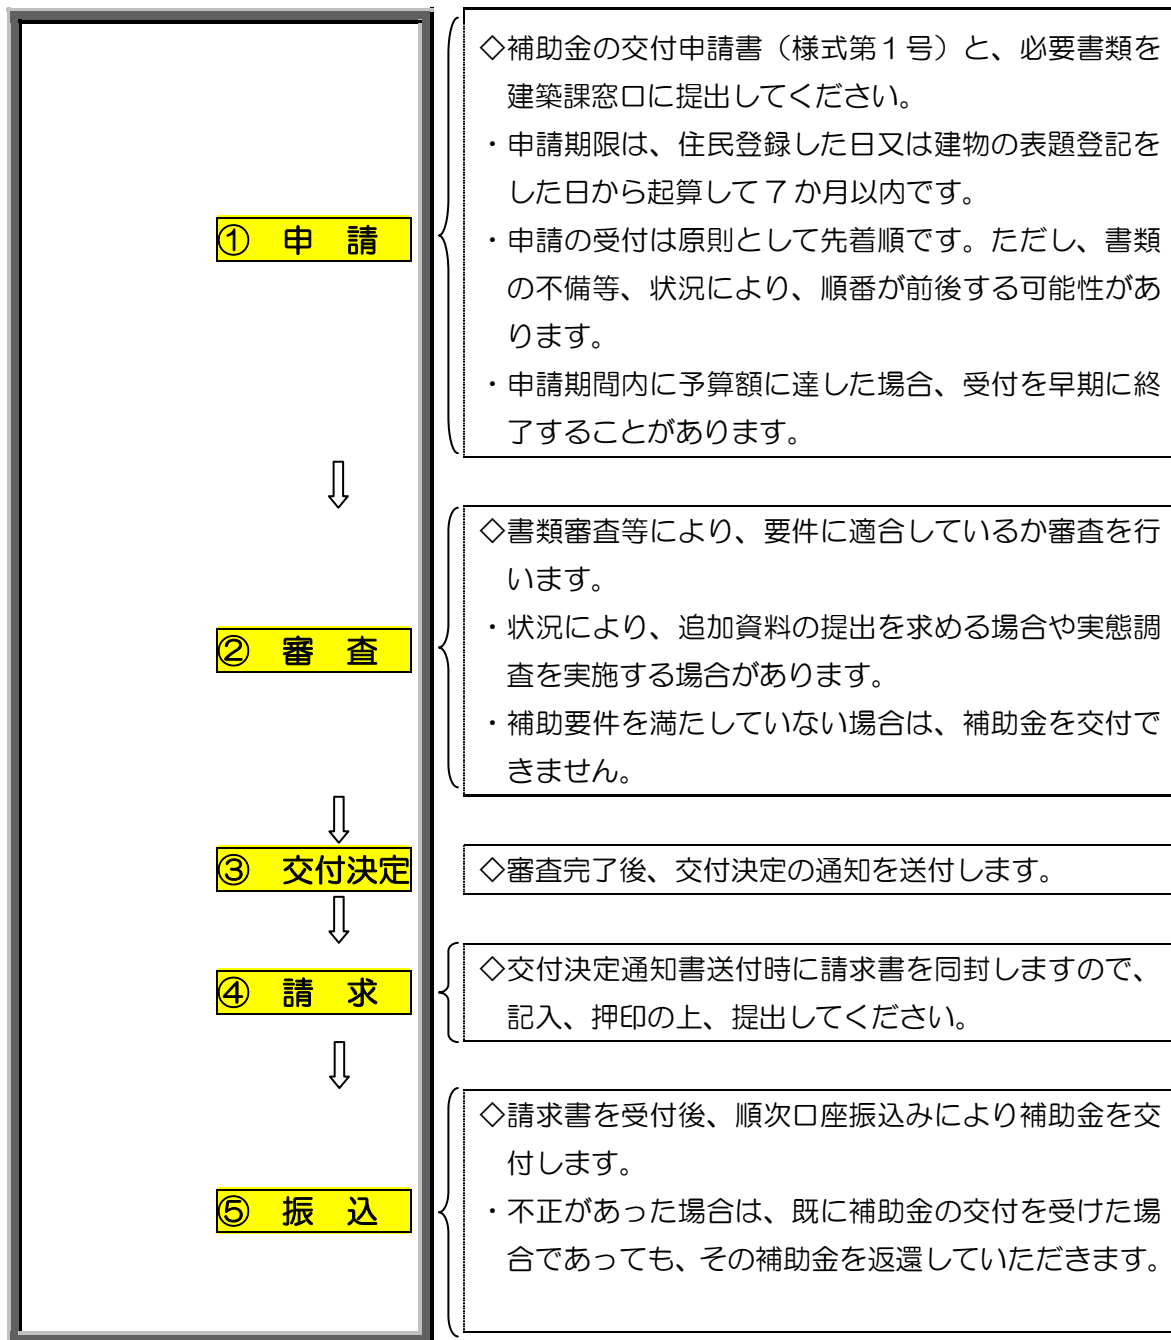 ① 申 請
◇補助金の交付申請書（様式第１号）と、必要書類を
建築課窓口に提出してください。
・申請期限は、住民登録した日又は建物の表題登記を
した日から起算して７か月以内です。
・申請の受付は原則として先着順です。ただし、書類
の不備等、状況により、順番が前後する可能性があ
ります。
・申請期間内に予算額に達した場合、受付を早期に終
了することがあります。
⇩
② 審 査
◇書類審査等により、要件に適合しているか審査を行
います。
・状況により、追加資料の提出を求める場合や実態調
査を実施する場合があります。
・補助要件を満たしていない場合は、補助金を交付で
きません。
⇩
③ 交付決定
◇審査完了後、交付決定の通知を送付します。
⇩
④ 請 求
◇交付決定通知書送付時に請求書を同封しますので、
記入、押印の上、提出してください。
⇩
⑤ 振 込
◇請求書を受付後、順次口座振込みにより補助金を交
付します。
・不正があった場合は、既に補助金の交付を受けた場
合であっても、その補助金を返還していただきます。